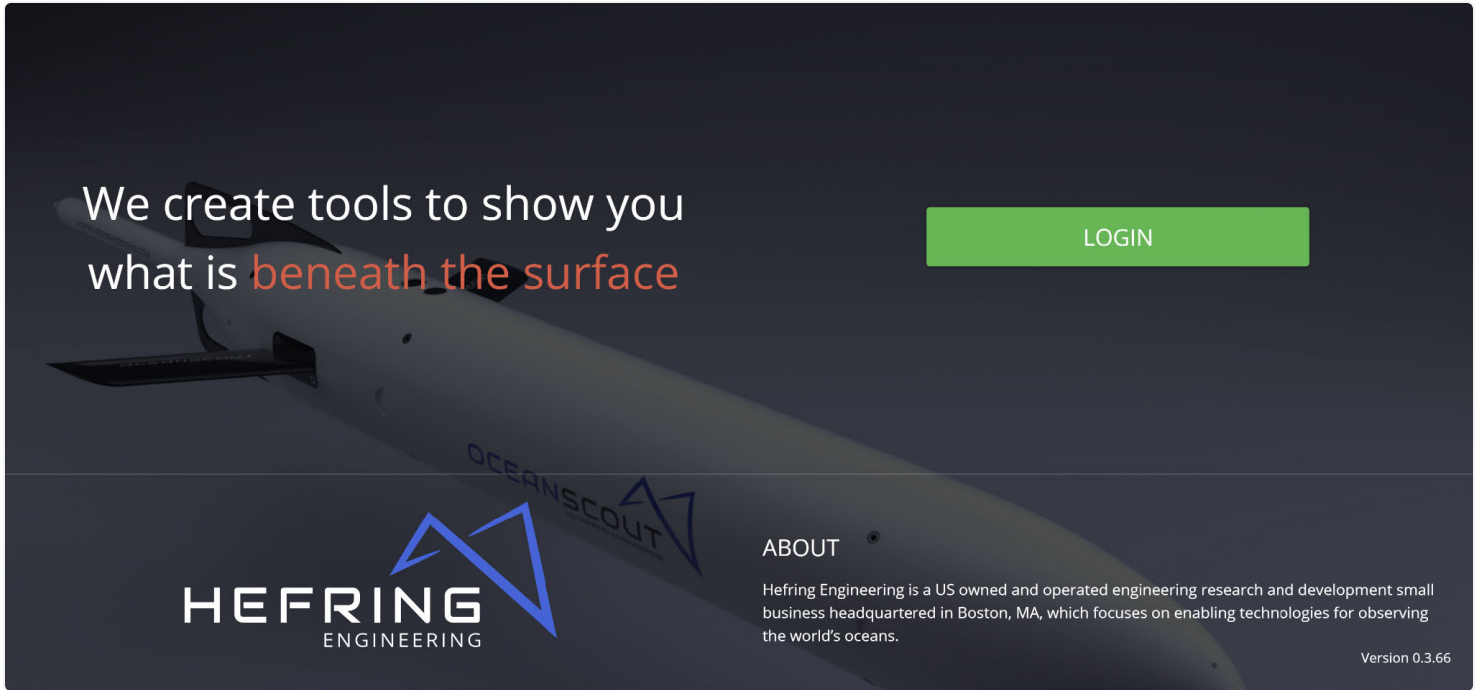 We create tools to show you
what is beneath the surface
LOGIN
OCEANSCOUT
HEFRING
ENGINEERING
ABOUT
Hefring Engineering is a US owned and operated engineering research and development small
business headquartered in Boston, MA, which focuses on enabling technologies for observing
the world’s oceans.
Version 0.3.66